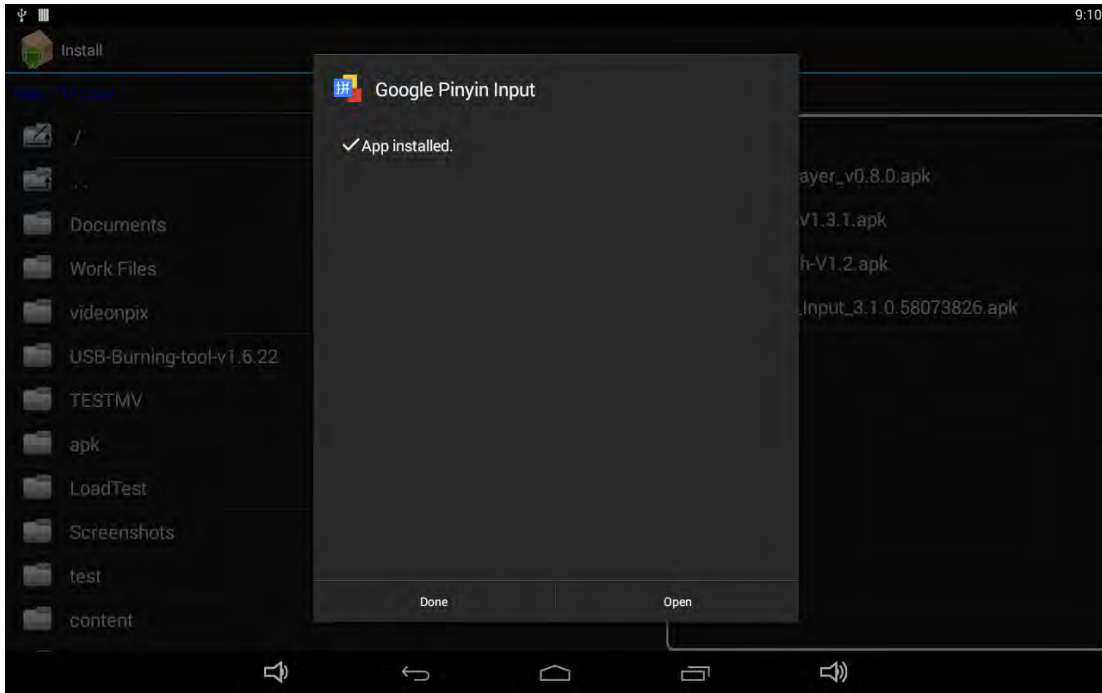 9:10
Install
拼
Google Pinyin Input
App installed.
/
..
Documents
Work Files
videonpix
USB-Burning-tool-v1.6.22
TESTMV
apk
LoadTest
Screenshots
test
content
ayer_v0.8.0.apk
V1.3.1.apk
h-V1.2.apk
_Input_3.1.0.58073826.apk
Done
Open